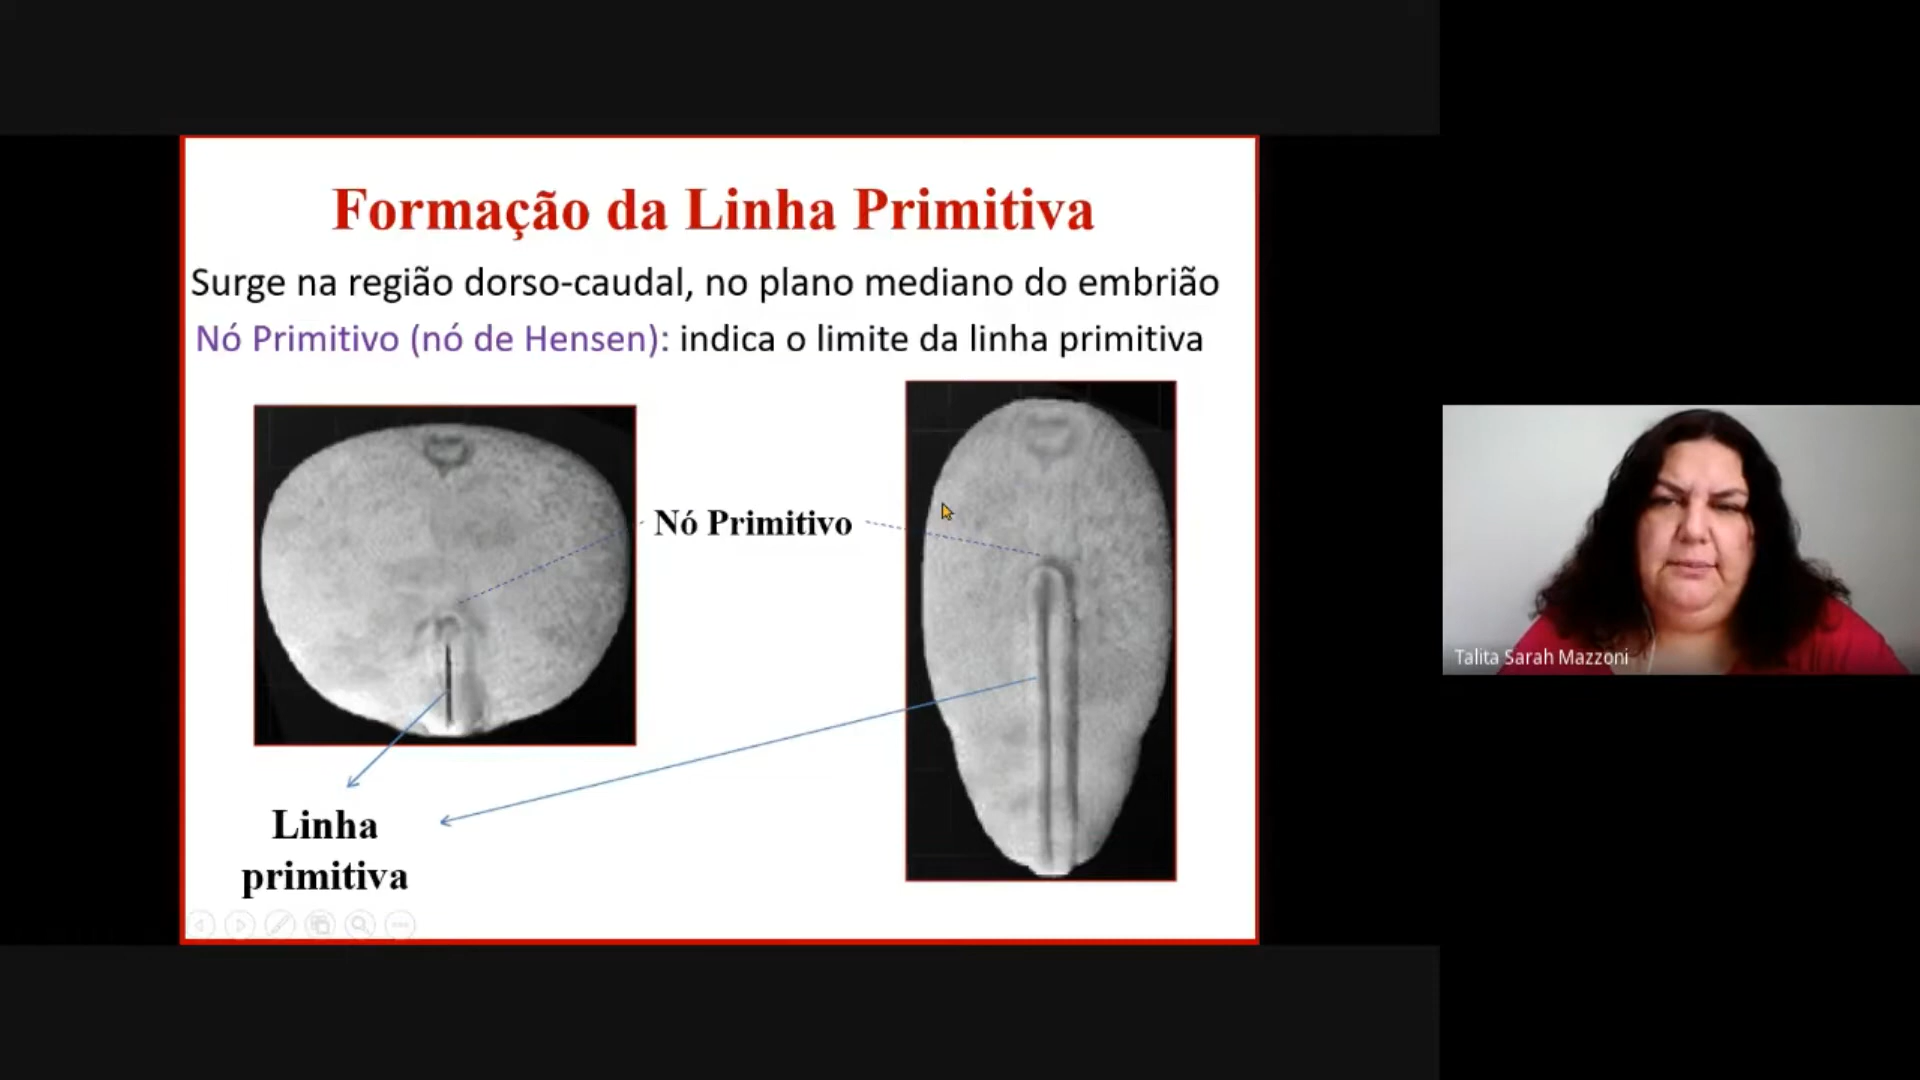 Formação da Linha Primitiva
Surge na região dorso-caudal, no plano mediano do embrião
Nó Primitivo (nó de Hensen): indica o limite da linha primitiva
Nó Primitivo
Linha
primitiva
Talita Sarah Mazzoni